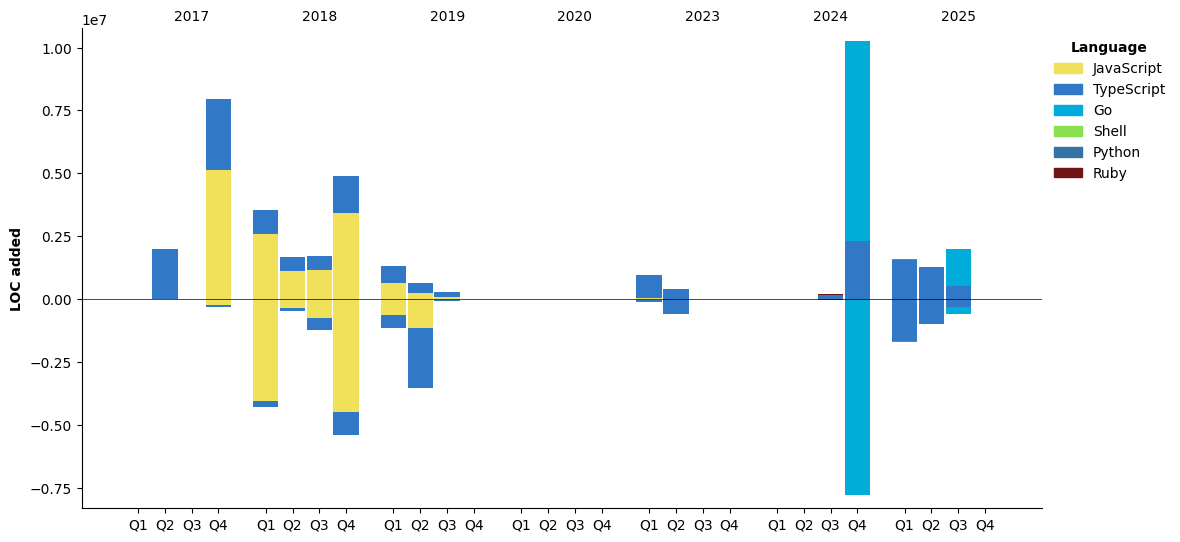 1e7
2017 2018 2019 2020 2023 2024 2025
Language
JavaScript
TypeScript
Go
Shell
Python
Ruby
LOC added
1.00
0.75
0.50
0.25
0.00
−0.25
−0.50
−0.75
Q1 Q2 Q3 Q4 Q1 Q2 Q3 Q4 Q1 Q2 Q3 Q4 Q1 Q2 Q3 Q4 Q1 Q2 Q3 Q4 Q1 Q2 Q3 Q4 Q1 Q2 Q3 Q4